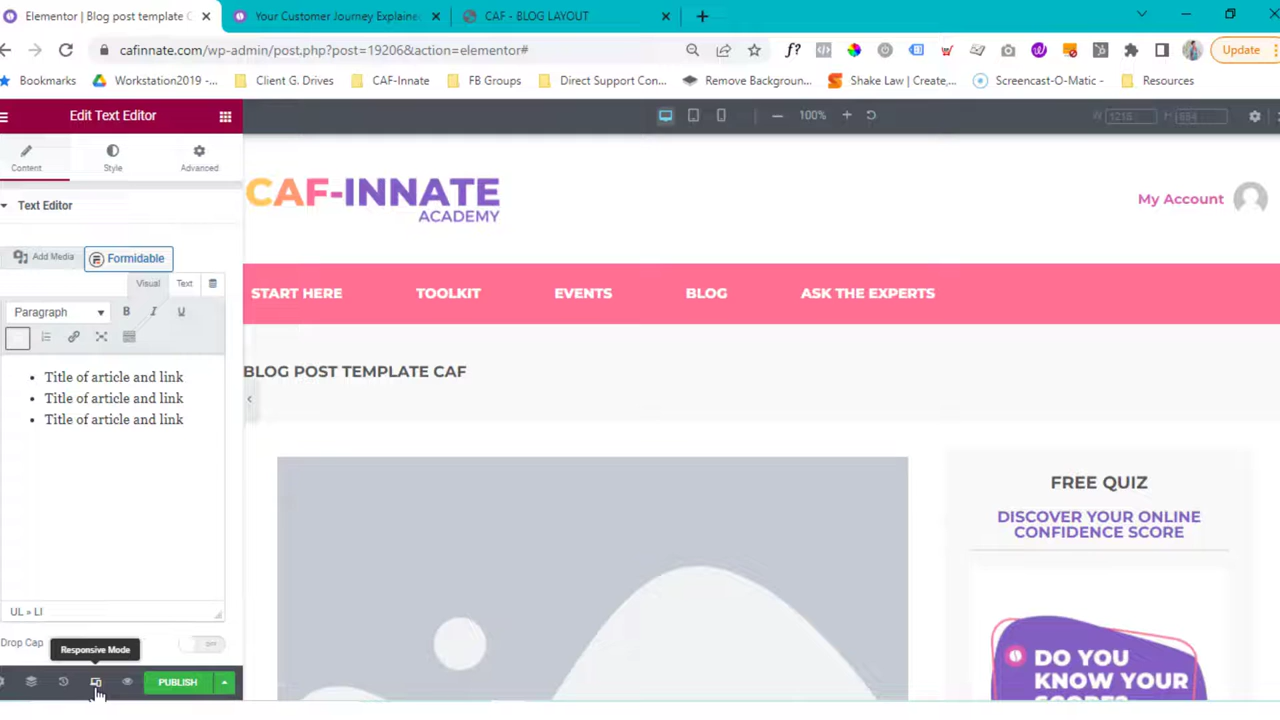 Elementor | Blog post template C
Your Customer Journey Explaine
CAF - BLOG LAYOUT
cafinnate.com/wp-admin/post.php?post=19206&action=elementor#
f?
Update
Bookmarks
Workstation2019 -...
Client G. Drives
CAF-Innate
FB Groups
Direct Support Con...
Remove Backgroun...
Shake Law | Create,...
Screencast-O-Matic -
Resources
Edit Text Editor
100%
W 1216
H
Content
Style
Advanced
CAF-INNATE
ACADEMY
My Account
Text Editor
Add Media
Formidable
Visual
Text
START HERE
TOOLKIT
EVENTS
BLOG
ASK THE EXPERTS
Paragraph
B
I
U
BLOG POST TEMPLATE CAF
• Title of article and link
• Title of article and link
• Title of article and link
FREE QUIZ
DISCOVER YOUR ONLINE
CONFIDENCE SCORE
UL » LI
Drop Cap
OFF
Responsive Mode
PUBLISH
DO YOU
KNOW YOUR